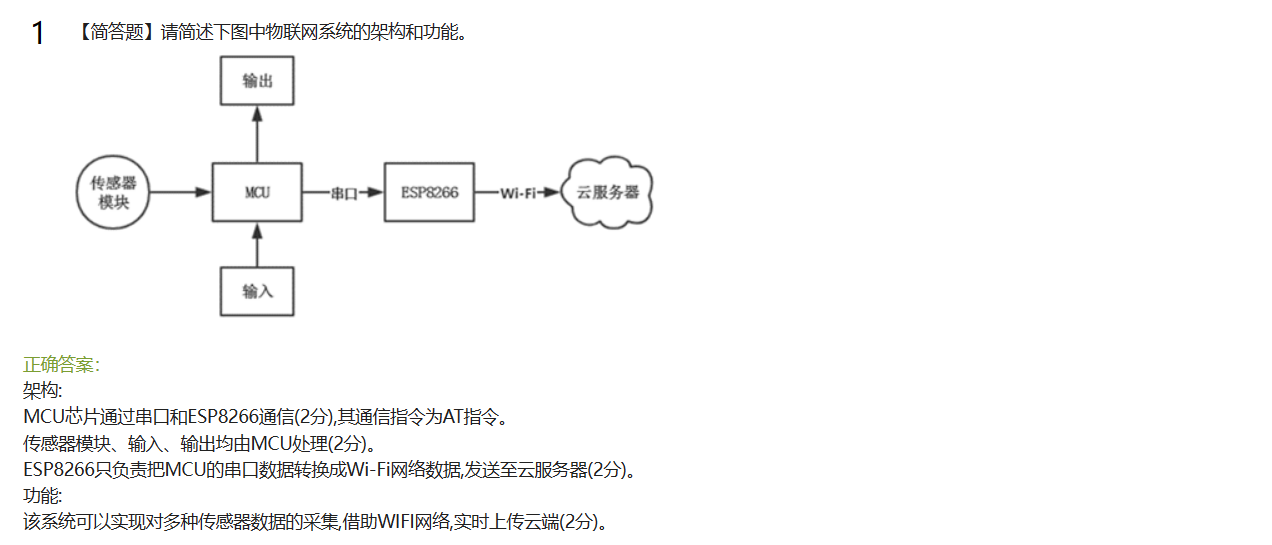 1 【简答题】请简述下图中物联网系统的架构和功能。
输出
传感器
模块
MCU
串口
ESP8266
Wi-Fi
云服务器
输入
正确答案：
架构:
MCU芯片通过串口和ESP8266通信(2分),其通信指令为AT指令。
传感器模块、输入、输出均由MCU处理(2分)。
ESP8266只负责把MCU的串口数据转换成Wi-Fi网络数据,发送至云服务器(2分)。
功能:
该系统可以实现对多种传感器数据的采集,借助WIFI网络,实时上传云端(2分)。